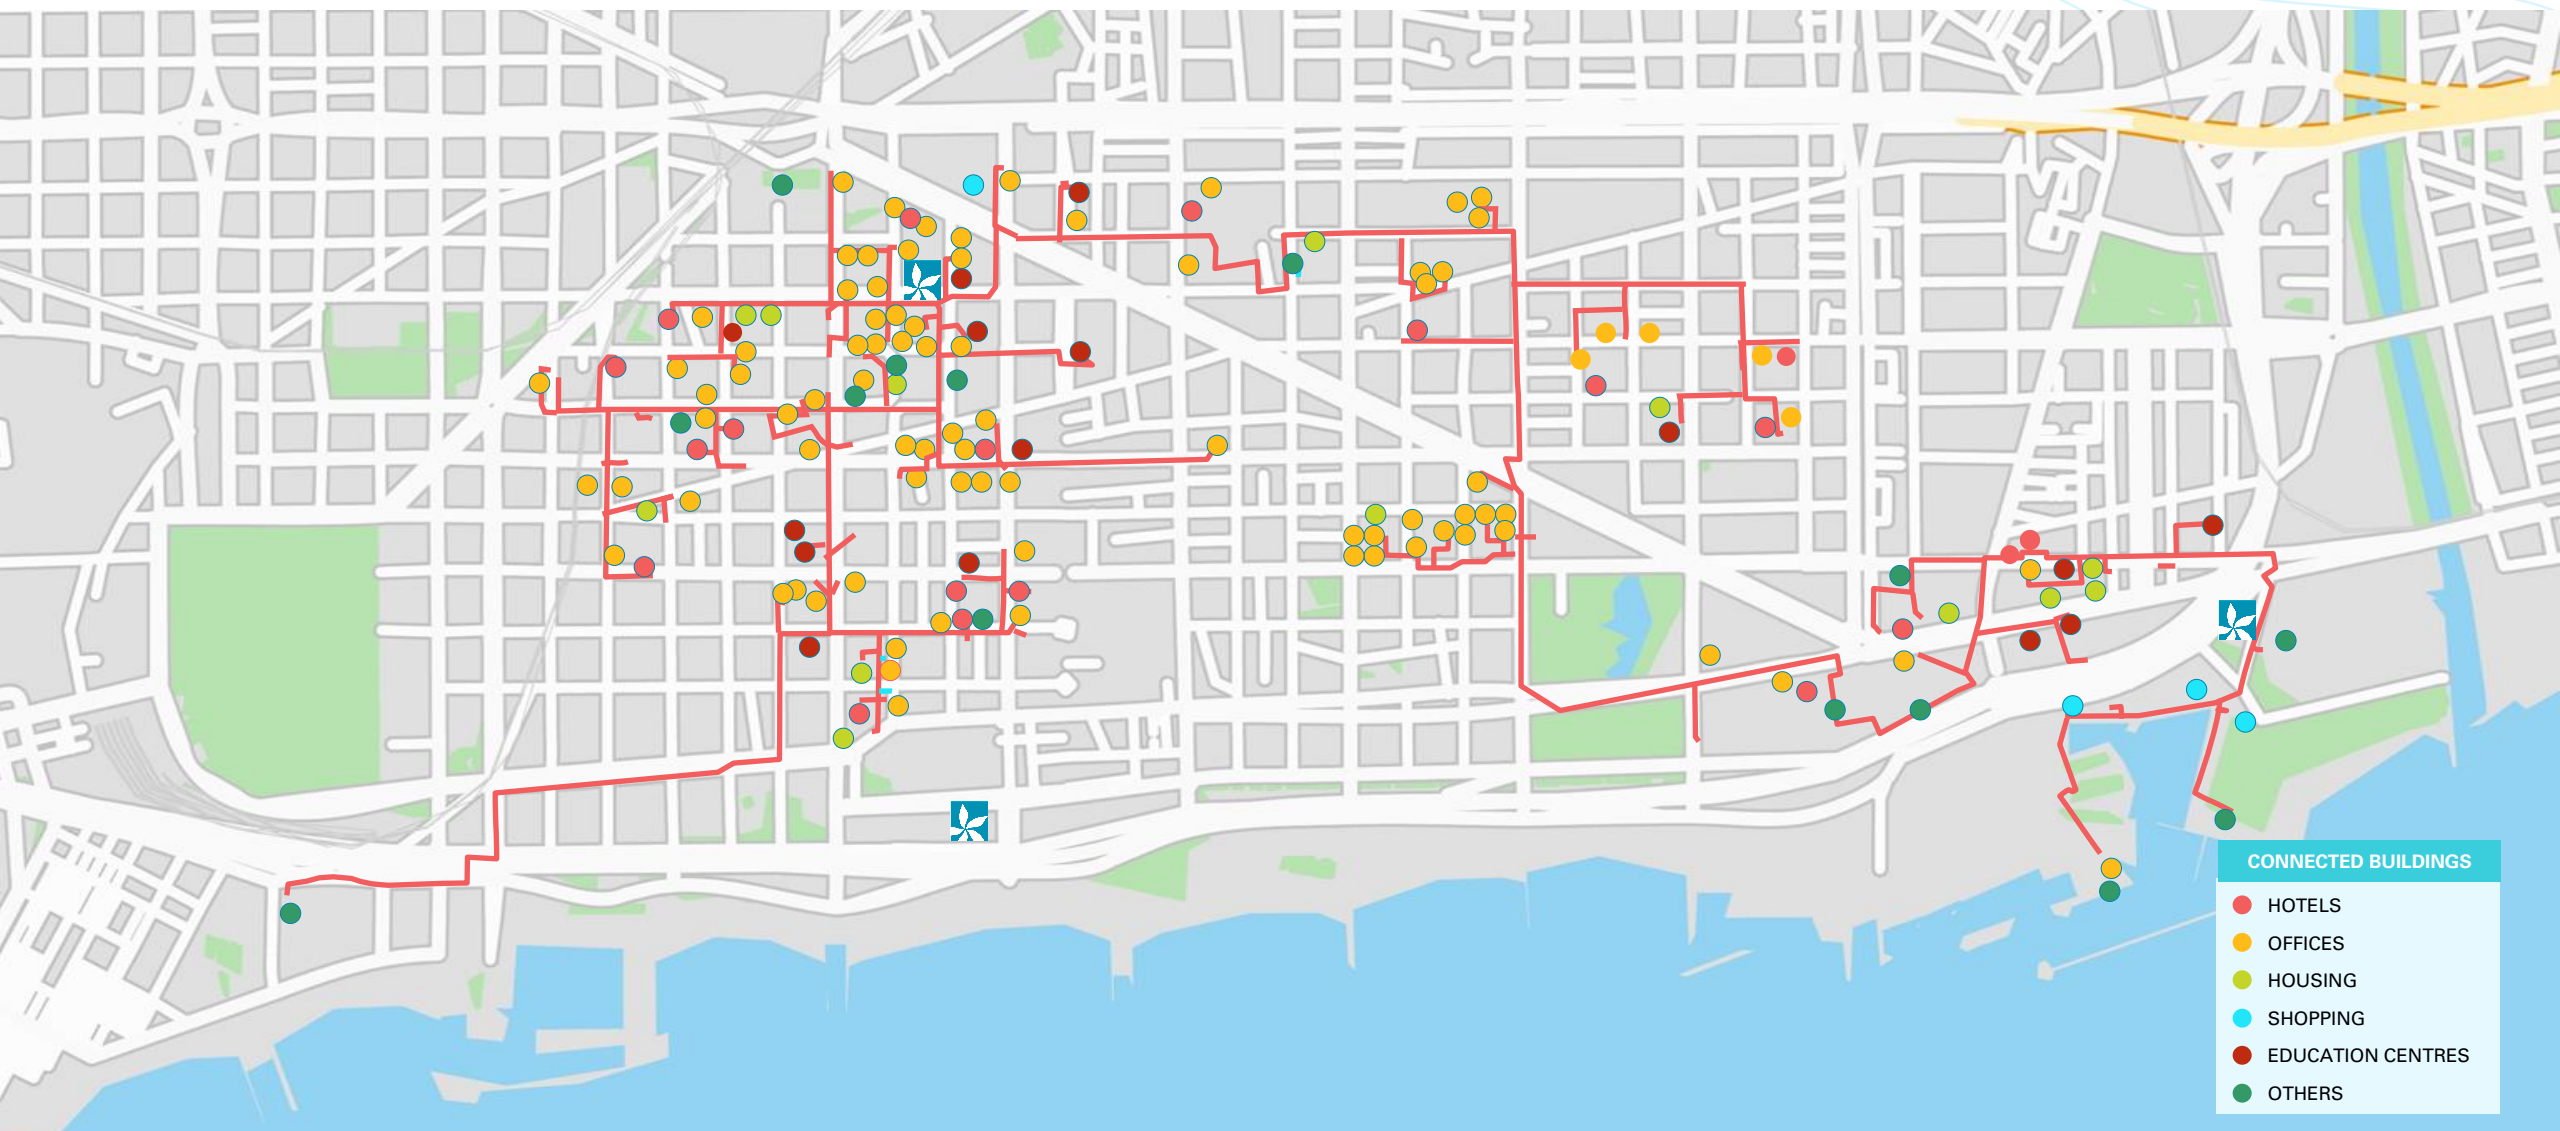 CONNECTED BUILDINGS
HOTELS
OFFICES
HOUSING
SHOPPING
EDUCATION CENTRES
OTHERS